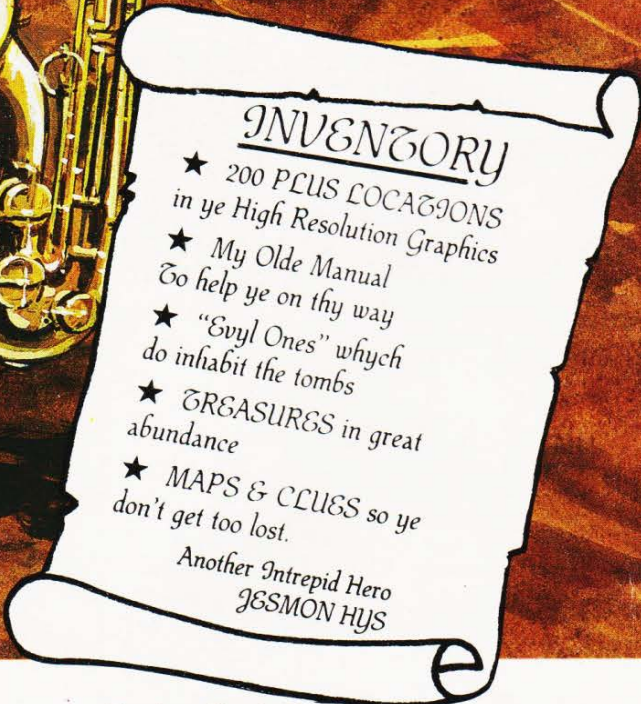 INVENTORY
★ 200 PLUS LOCATIONS
in ye High Resolution Graphics
★ My Olde Manual
To help ye on thy way
★ “Evyl Ones” whych
do inhabit the tombs
★ TREASURES in great
abundance
★ MAPS & CLUES so ye
don't get too lost.
Another Intrepid Hero
JESMON HYS